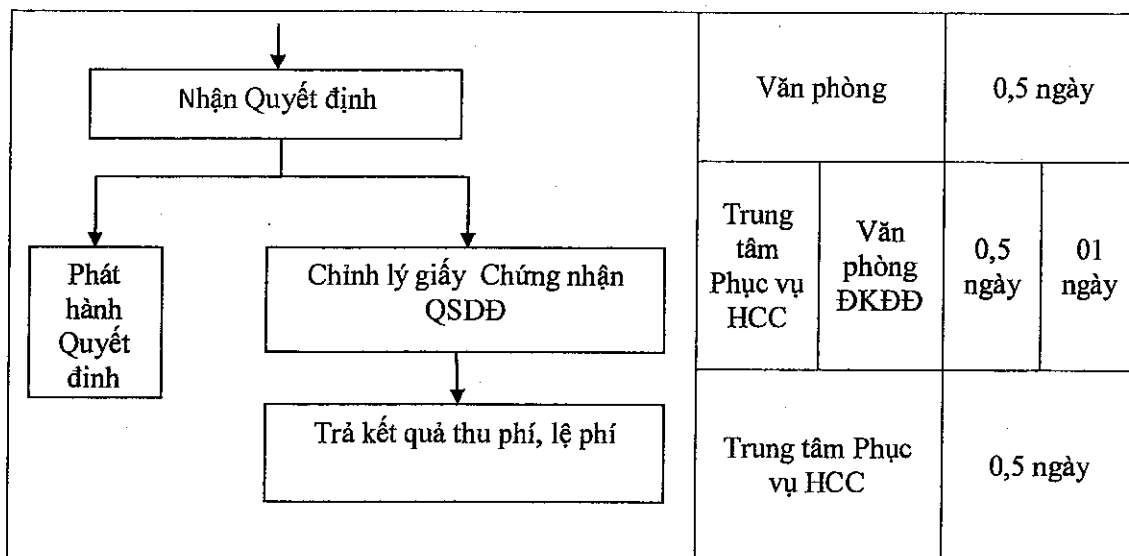 Nhận Quyết định
Văn phòng
0,5 ngày
Phát
hành
Quyết
đinh
Chỉnh lý giấy Chứng nhận
QSDĐ
Trung
tâm
Phục vụ
HCC
Văn
phòng
ĐKĐĐ
0,5
ngày
01
ngày
Trả kết quả thu phí, lệ phí
Trung tâm Phục
vụ HCC
0,5 ngày